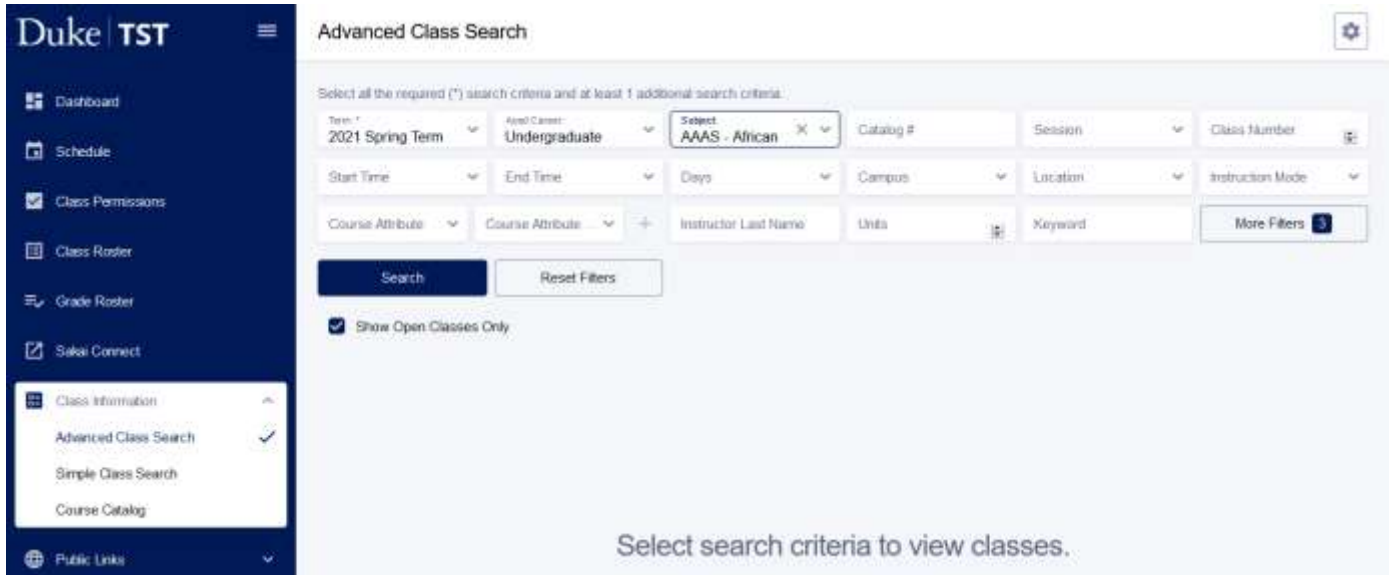 Duke TST
Dashboard
Schedule
Class Permissions
Class Roster
Grade Roster
Sakai Connect
Class Information
Advanced Class Search
Simple Class Search
Course Catalog
Public Links
Advanced Class Search
Select all the required (*) search criteria and at least 1 additional search criteria.
Term *
2021 Spring Term
Acad Career
Undergraduate
Subject
AAAS - African
Catalog #
Session
Class Number
Start Time
End Time
Days
Campus
Location
Instruction Mode
Course Attribute
Course Attribute ...
Instructor Last Name
Units
Keyword
More Filters 3
Search
Reset Filters
Show Open Classes Only
Select search criteria to view classes.